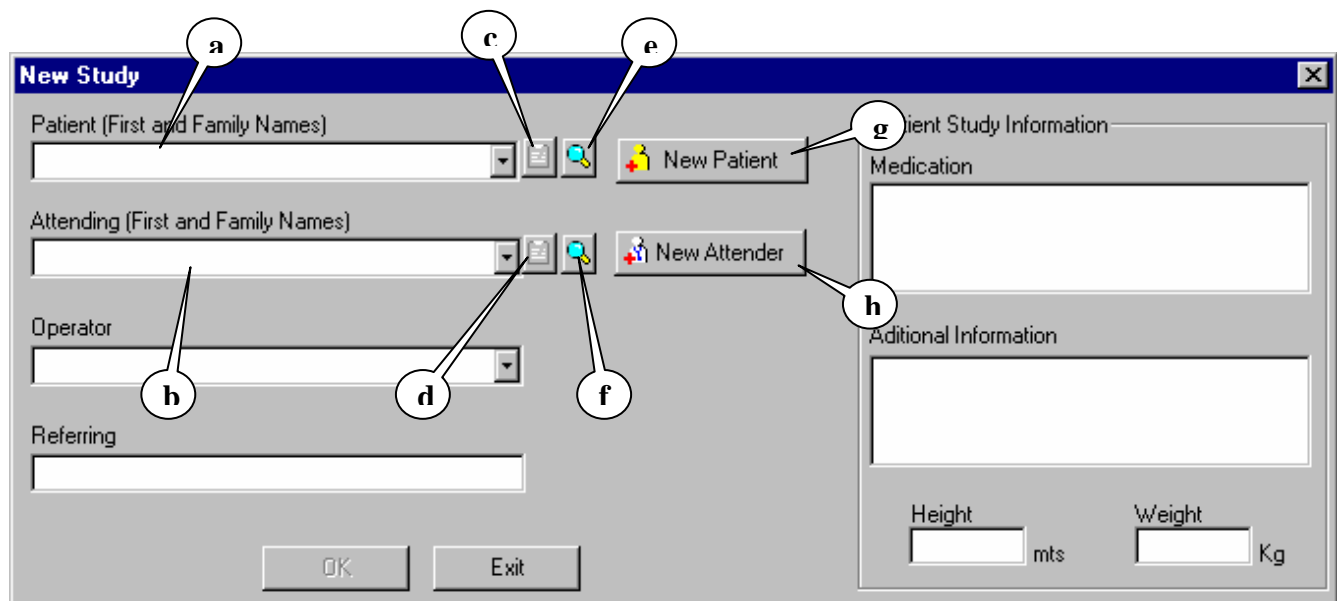 a
c
e
New Study
Patient (First and Family Names)
g
tient Study Information
New Patient
Medication
Attending (First and Family Names)
New Attender
h
Operator
Aditional Information
b
d
f
Referring
Height
Weight
mts
Kg
OK
Exit